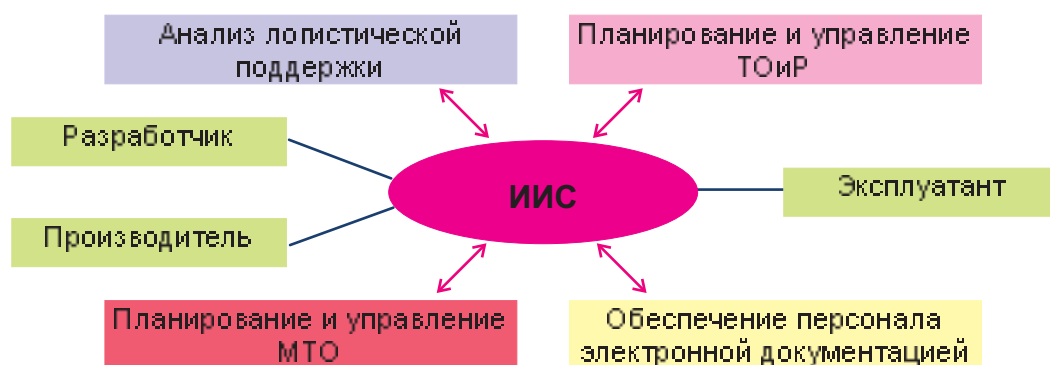 Анализ логистической
поддержки
Планирование и управление
ТОиР
Разработчик
ИИС
Эксплуатант
Производитель
Планирование и управление
МТО
Обеспечение персонала
электронной документацией